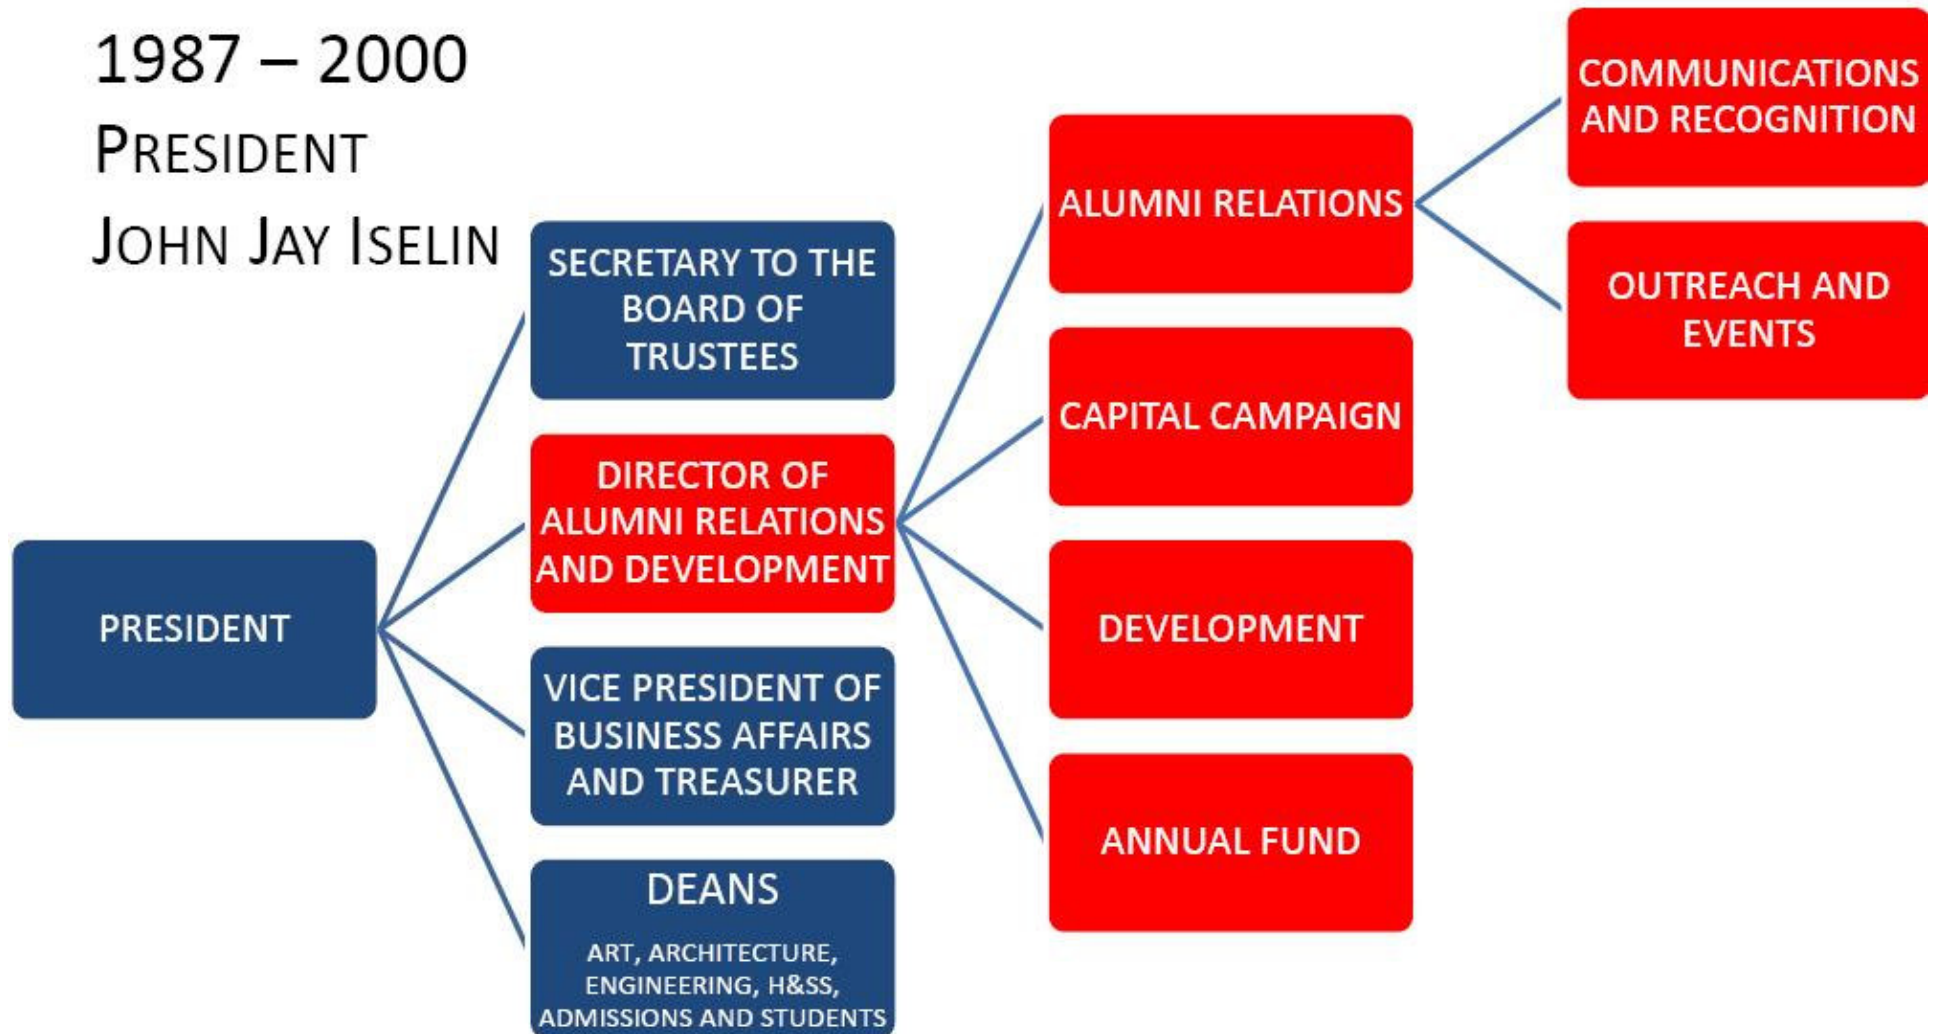 1987 – 2000
PRESIDENT
JOHN JAY ISELIN
PRESIDENT
SECRETARY TO THE
BOARD OF
TRUSTEES
DIRECTOR OF
ALUMNI RELATIONS
AND DEVELOPMENT
VICE PRESIDENT OF
BUSINESS AFFAIRS
AND TREASURER
DEANS
ART, ARCHITECTURE,
ENGINEERING, H&SS,
ADMISSIONS AND STUDENTS
ALUMNI RELATIONS
CAPITAL CAMPAIGN
DEVELOPMENT
ANNUAL FUND
COMMUNICATIONS
AND RECOGNITION
OUTREACH AND
EVENTS